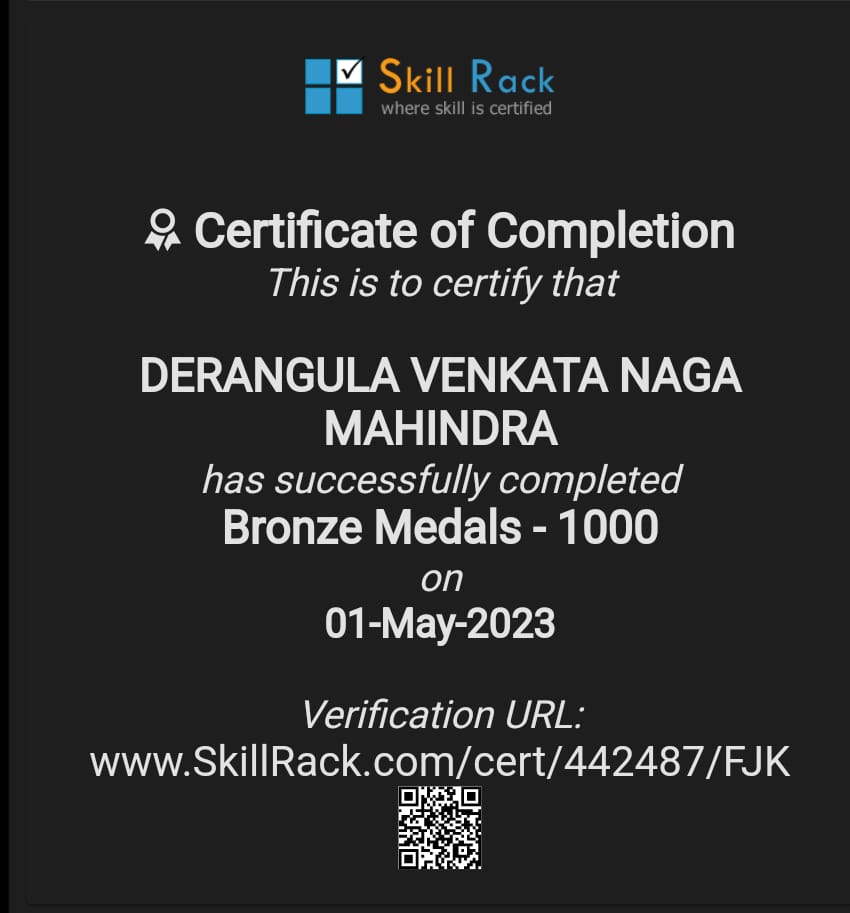 Skill Rack
where skill is certified
Certificate of Completion
This is to certify that
DERANGULA VENKATA NAGA
MAHINDRA
has successfully completed
Bronze Medals - 1000
on
01-May-2023
Verification URL:
www.SkillRack.com/cert/442487/FJK